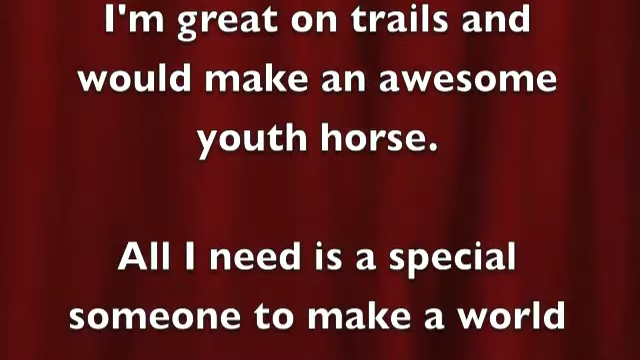 I'm great on trails and
would make an awesome
youth horse.
All I need is a special
someone to make a world